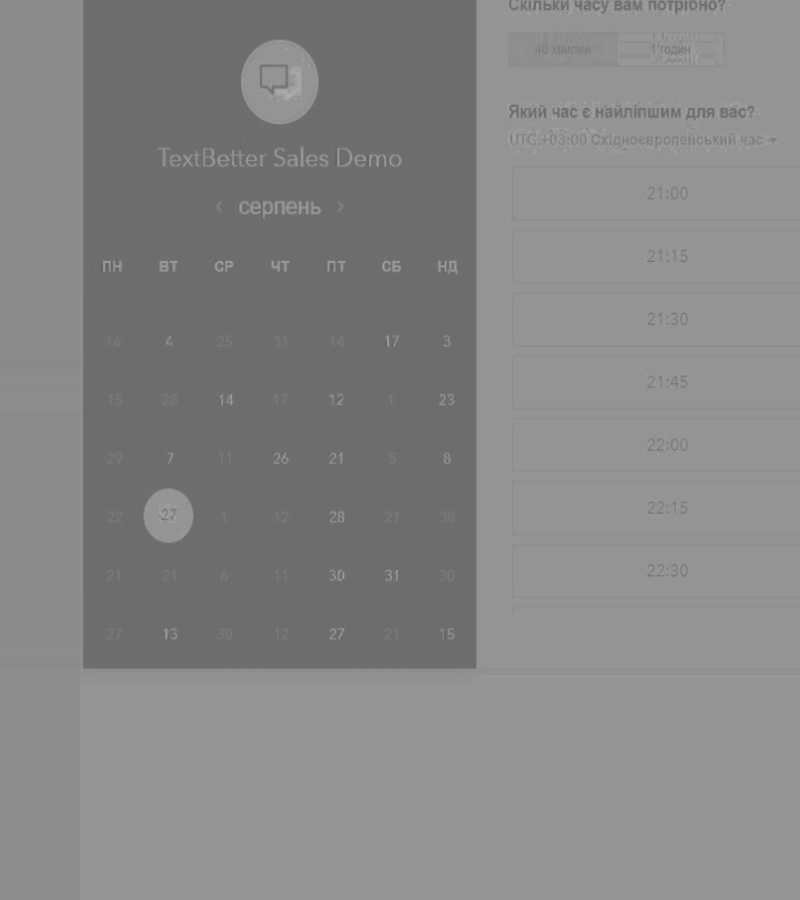 Скільки часу вам потрібно?
40 хвилин 1 годин
TextBetter Sales Demo
серпень
ПН ВТ СР ЧТ ПТ СБ НД
16 4 25 31 14 17 3
15 28 14 17 12 1 23
29 7 11 26 21 5 8
22 27 1 12 28 21 30
21 21 6 11 30 31 30
27 13 30 12 27 21 15
Який час є найліпшим для вас?
Східноєвропейський час
21:00
21:15
21:30
21:45
22:00
22:15
22:30